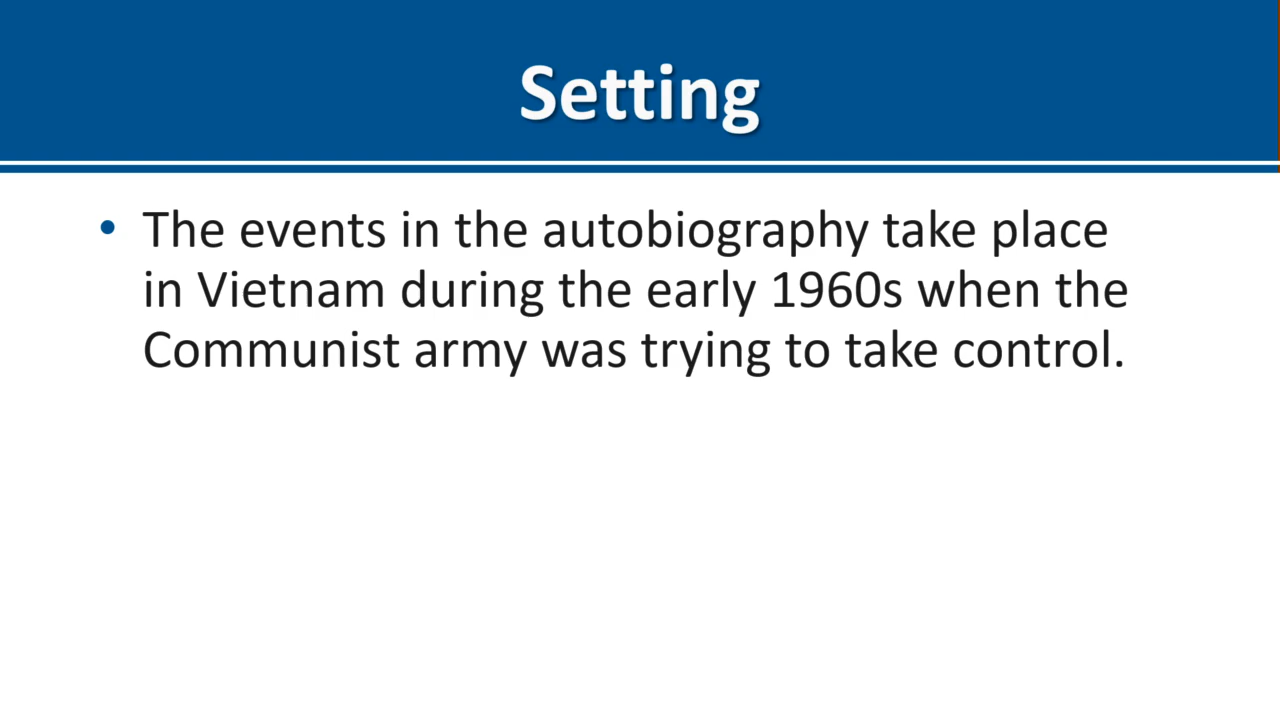 Setting
• The events in the autobiography take place
in Vietnam during the early 1960s when the
Communist army was trying to take control.